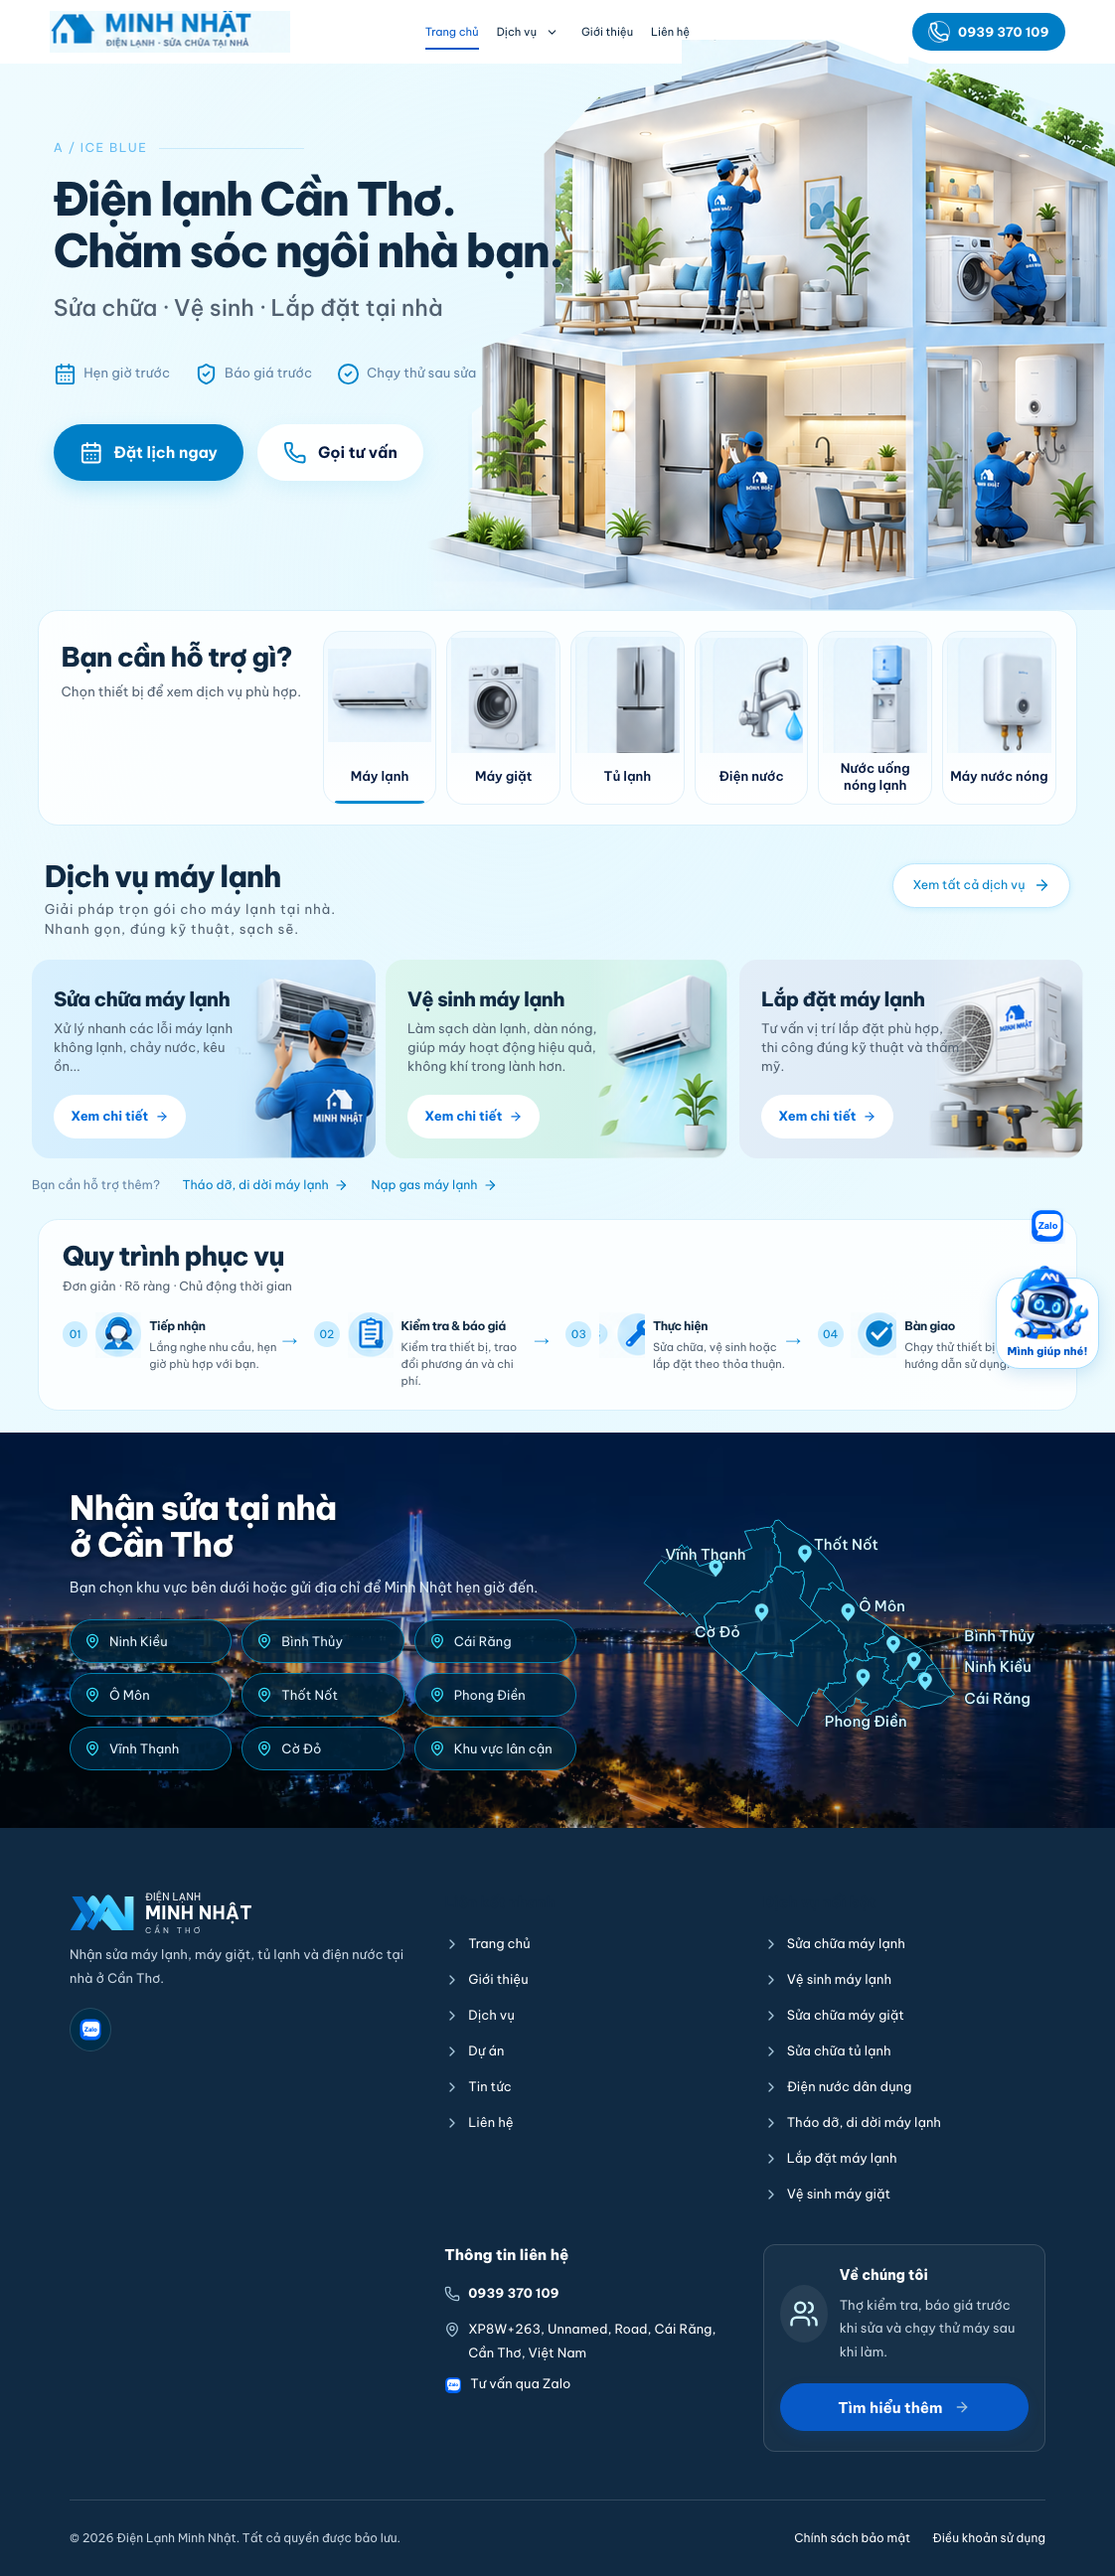 MINH NHẬT
ĐIỆN LẠNH - SỬA CHỮA TẠI NHÀ
Trang chủ
Dịch vụ
Giới thiệu
Liên hệ
0939 370 109
A / ICE BLUE
Điện lạnh Cần Thơ.
Chăm sóc ngôi nhà bạn.
Sửa chữa · Vệ sinh · Lắp đặt tại nhà
Hẹn giờ trước
Báo giá trước
Chạy thử sau sửa
Đặt lịch ngay
Gọi tư vấn
MINH NHẬT
MINH NHẬT
MINH NHẬT
MINH NHẬT
Bạn cần hỗ trợ gì?
Chọn thiết bị để xem dịch vụ phù hợp.
Máy lạnh
Máy giặt
Tủ lạnh
Điện nước
Nước uống
nóng lạnh
Máy nước nóng
Dịch vụ máy lạnh
Giải pháp trọn gói cho máy lạnh tại nhà.
Nhanh gọn, đúng kỹ thuật, sạch sẽ.
Xem tất cả dịch vụ
Sửa chữa máy lạnh
Xử lý nhanh các lỗi máy lạnh
không lạnh, chảy nước, kêu
ồn...
Xem chi tiết
MINH NHẬT
Vệ sinh máy lạnh
Làm sạch dàn lạnh, dàn nóng,
giúp máy hoạt động hiệu quả,
không khí trong lành hơn.
Xem chi tiết
Lắp đặt máy lạnh
Tư vấn vị trí lắp đặt phù hợp,
thi công đúng kỹ thuật và thẩm
mỹ.
Xem chi tiết
MINH NHẬT
Bạn cần hỗ trợ thêm?
Tháo dỡ, di dời máy lạnh
Nạp gas máy lạnh
Zalo
Quy trình phục vụ
Đơn giản · Rõ ràng · Chủ động thời gian
01
Tiếp nhận
Lắng nghe nhu cầu, hẹn
giờ phù hợp với bạn.
02
Kiểm tra & báo giá
Kiểm tra thiết bị, trao
đổi phương án và chi
phí.
03
Thực hiện
Sửa chữa, vệ sinh hoặc
lắp đặt theo thỏa thuận.
04
Bàn giao
Chạy thử thiết bị
hướng dẫn sử dụng.
Mình giúp nhé!
Nhận sửa tại nhà
ở Cần Thơ
Bạn chọn khu vực bên dưới hoặc gửi địa chỉ để Minh Nhật hẹn giờ đến.
Ninh Kiều
Bình Thủy
Cái Răng
Ô Môn
Thốt Nốt
Phong Điền
Vĩnh Thạnh
Cờ Đỏ
Khu vực lân cận
Vĩnh Thạnh
Thốt Nốt
Ô Môn
Cờ Đỏ
Bình Thủy
Ninh Kiều
Cái Răng
Phong Điền
ĐIỆN LẠNH
MINH NHẬT
CẦN THƠ
Nhận sửa máy lạnh, máy giặt, tủ lạnh và điện nước tại
nhà ở Cần Thơ.
Zalo
Trang chủ
Giới thiệu
Dịch vụ
Dự án
Tin tức
Liên hệ
Sửa chữa máy lạnh
Vệ sinh máy lạnh
Sửa chữa máy giặt
Sửa chữa tủ lạnh
Điện nước dân dụng
Tháo dỡ, di dời máy lạnh
Lắp đặt máy lạnh
Vệ sinh máy giặt
Thông tin liên hệ
0939 370 109
XP8W+263, Unnamed, Road, Cái Răng,
Cần Thơ, Việt Nam
Zalo
Tư vấn qua Zalo
Về chúng tôi
Thợ kiểm tra, báo giá trước
khi sửa và chạy thử máy sau
khi làm.
Tìm hiểu thêm
© 2026 Điện Lạnh Minh Nhật. Tất cả quyền được bảo lưu.
Chính sách bảo mật
Điều khoản sử dụng